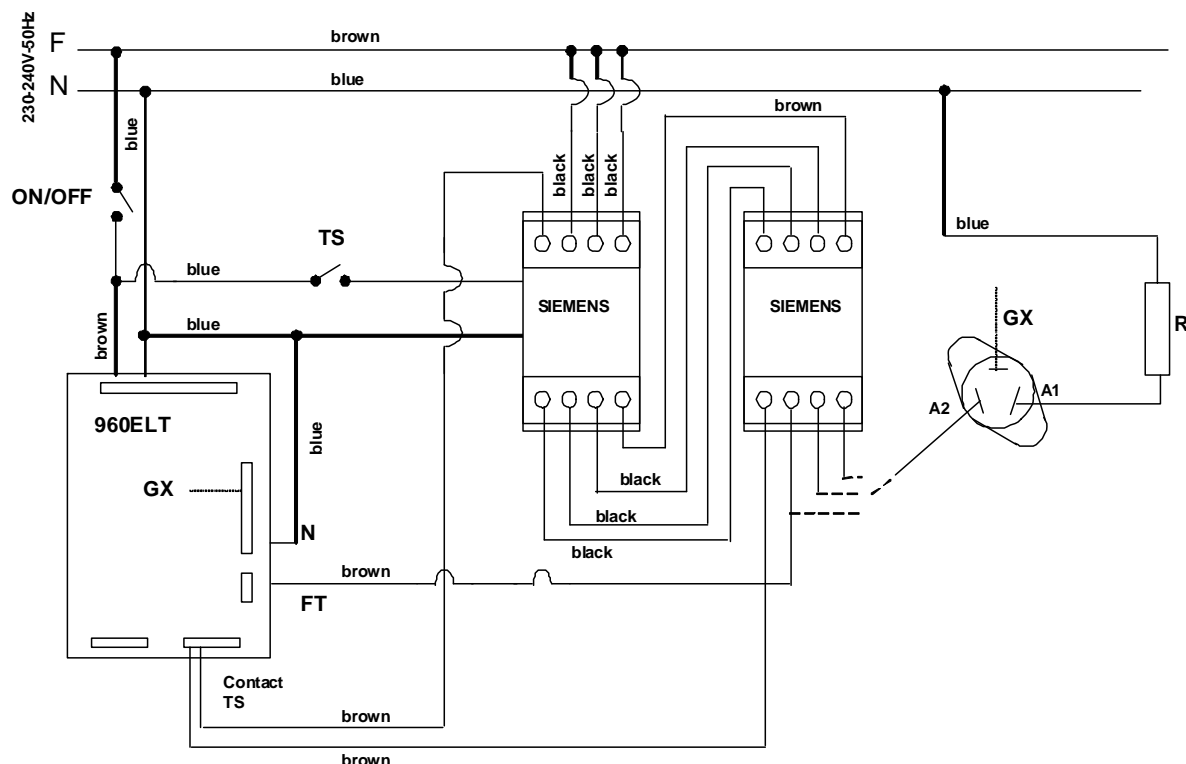 230-240V-50Hz
F
brown
N
blue
blue
brown
black
black
black
ON/OFF
TS
blue
blue
SIEMENS
SIEMENS
GX
R
blue
brown
960ELT
A1
A2
blue
GX
black
N
black
black
brown
FT
Contact
TS
brown
brown